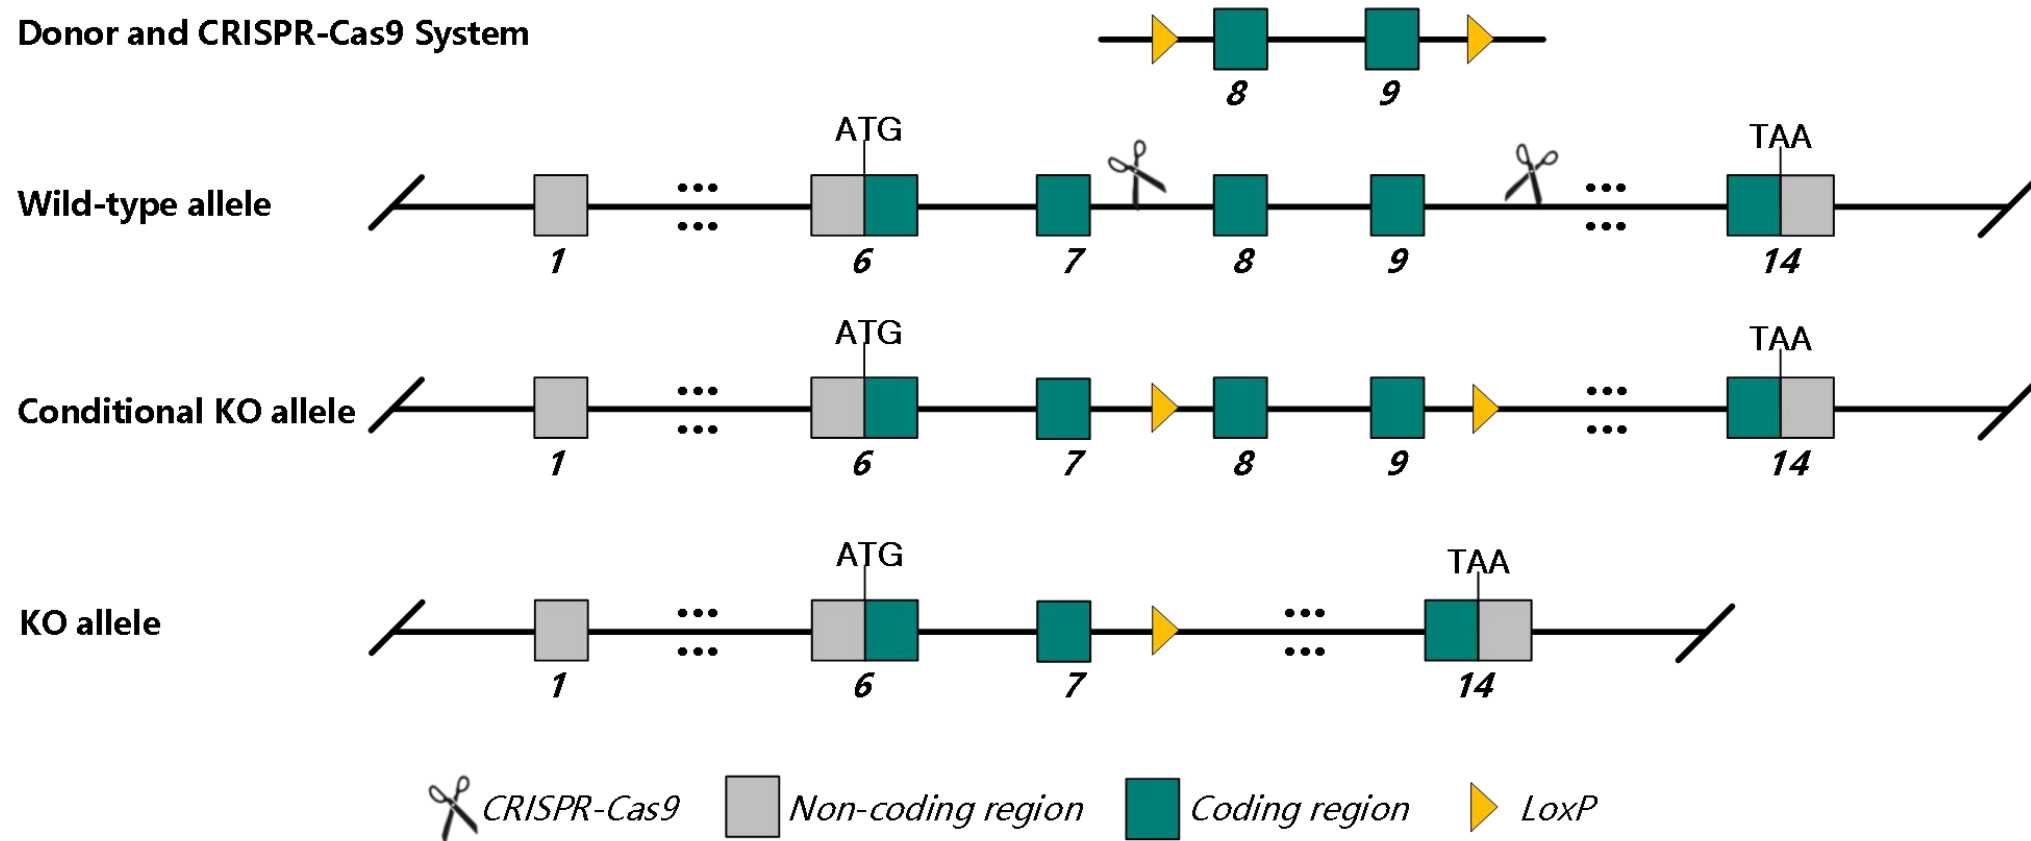 Donor and CRISPR-Cas9 System
8 9
ATG TAA
Wild-type allele
1 6 7 8 9 14
ATG TAA
Conditional KO allele
1 6 7 8 9 14
ATG TAA
KO allele
1 6 7 14
CRISPR-Cas9 Non-coding region Coding region LoxP